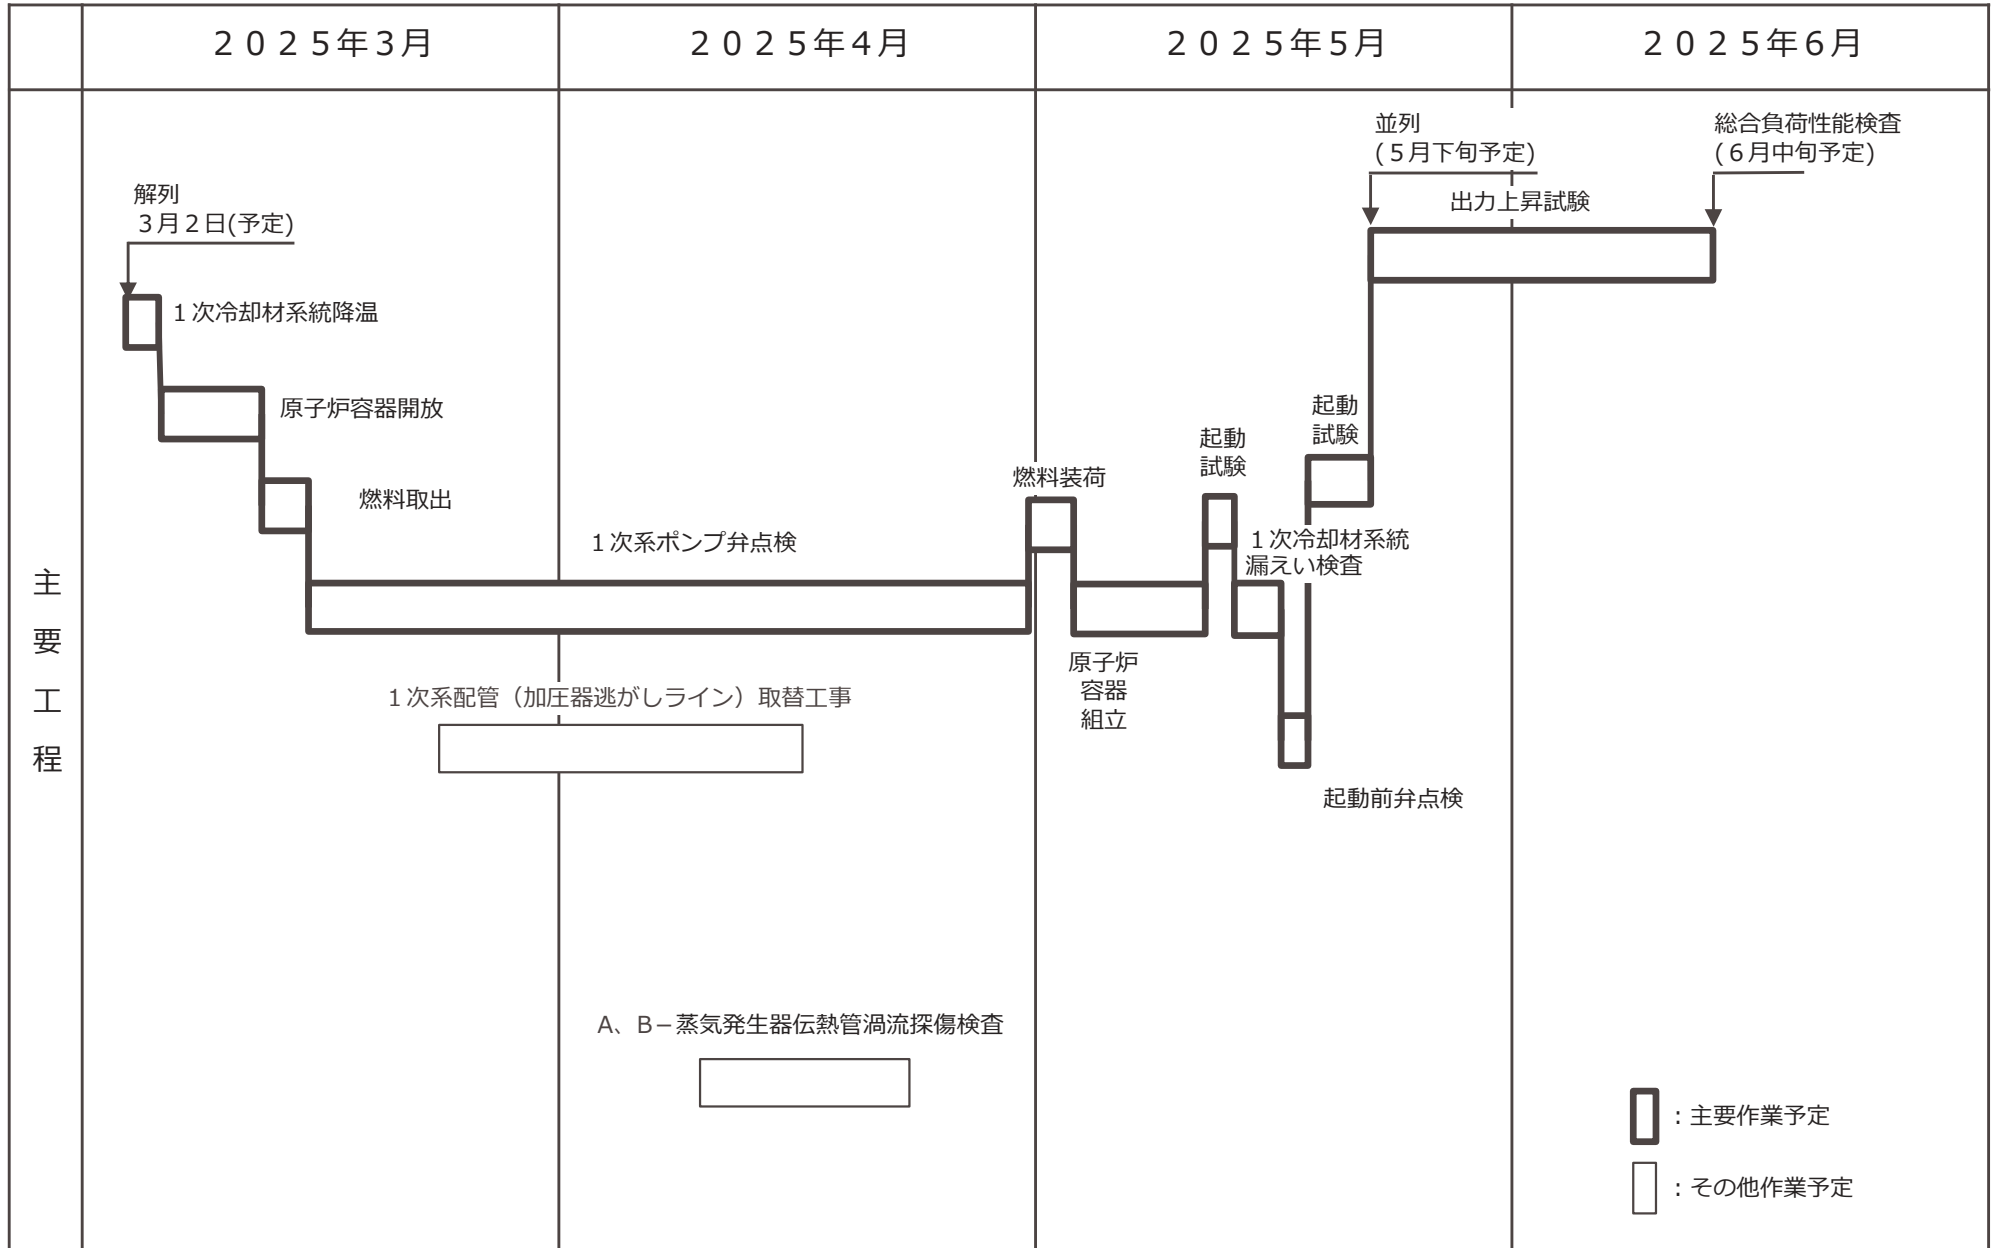 ２０２５年３月
２０２５年４月
２０２５年５月
２０２５年６月
主要工程
並列
(５月下旬予定)
総合負荷性能検査
(６月中旬予定)
解列
３月２日(予定)
出力上昇試験
１次冷却材系統降温
原子炉容器開放
燃料取出
１次系ポンプ弁点検
燃料装荷
起動
試験
起動
試験
１次冷却材系統
漏えい検査
原子炉
容器
組立
１次系配管（加圧器逃がしライン）取替工事
起動前弁点検
A、B−蒸気発生器伝熱管渦流探傷検査
：主要作業予定
：その他作業予定